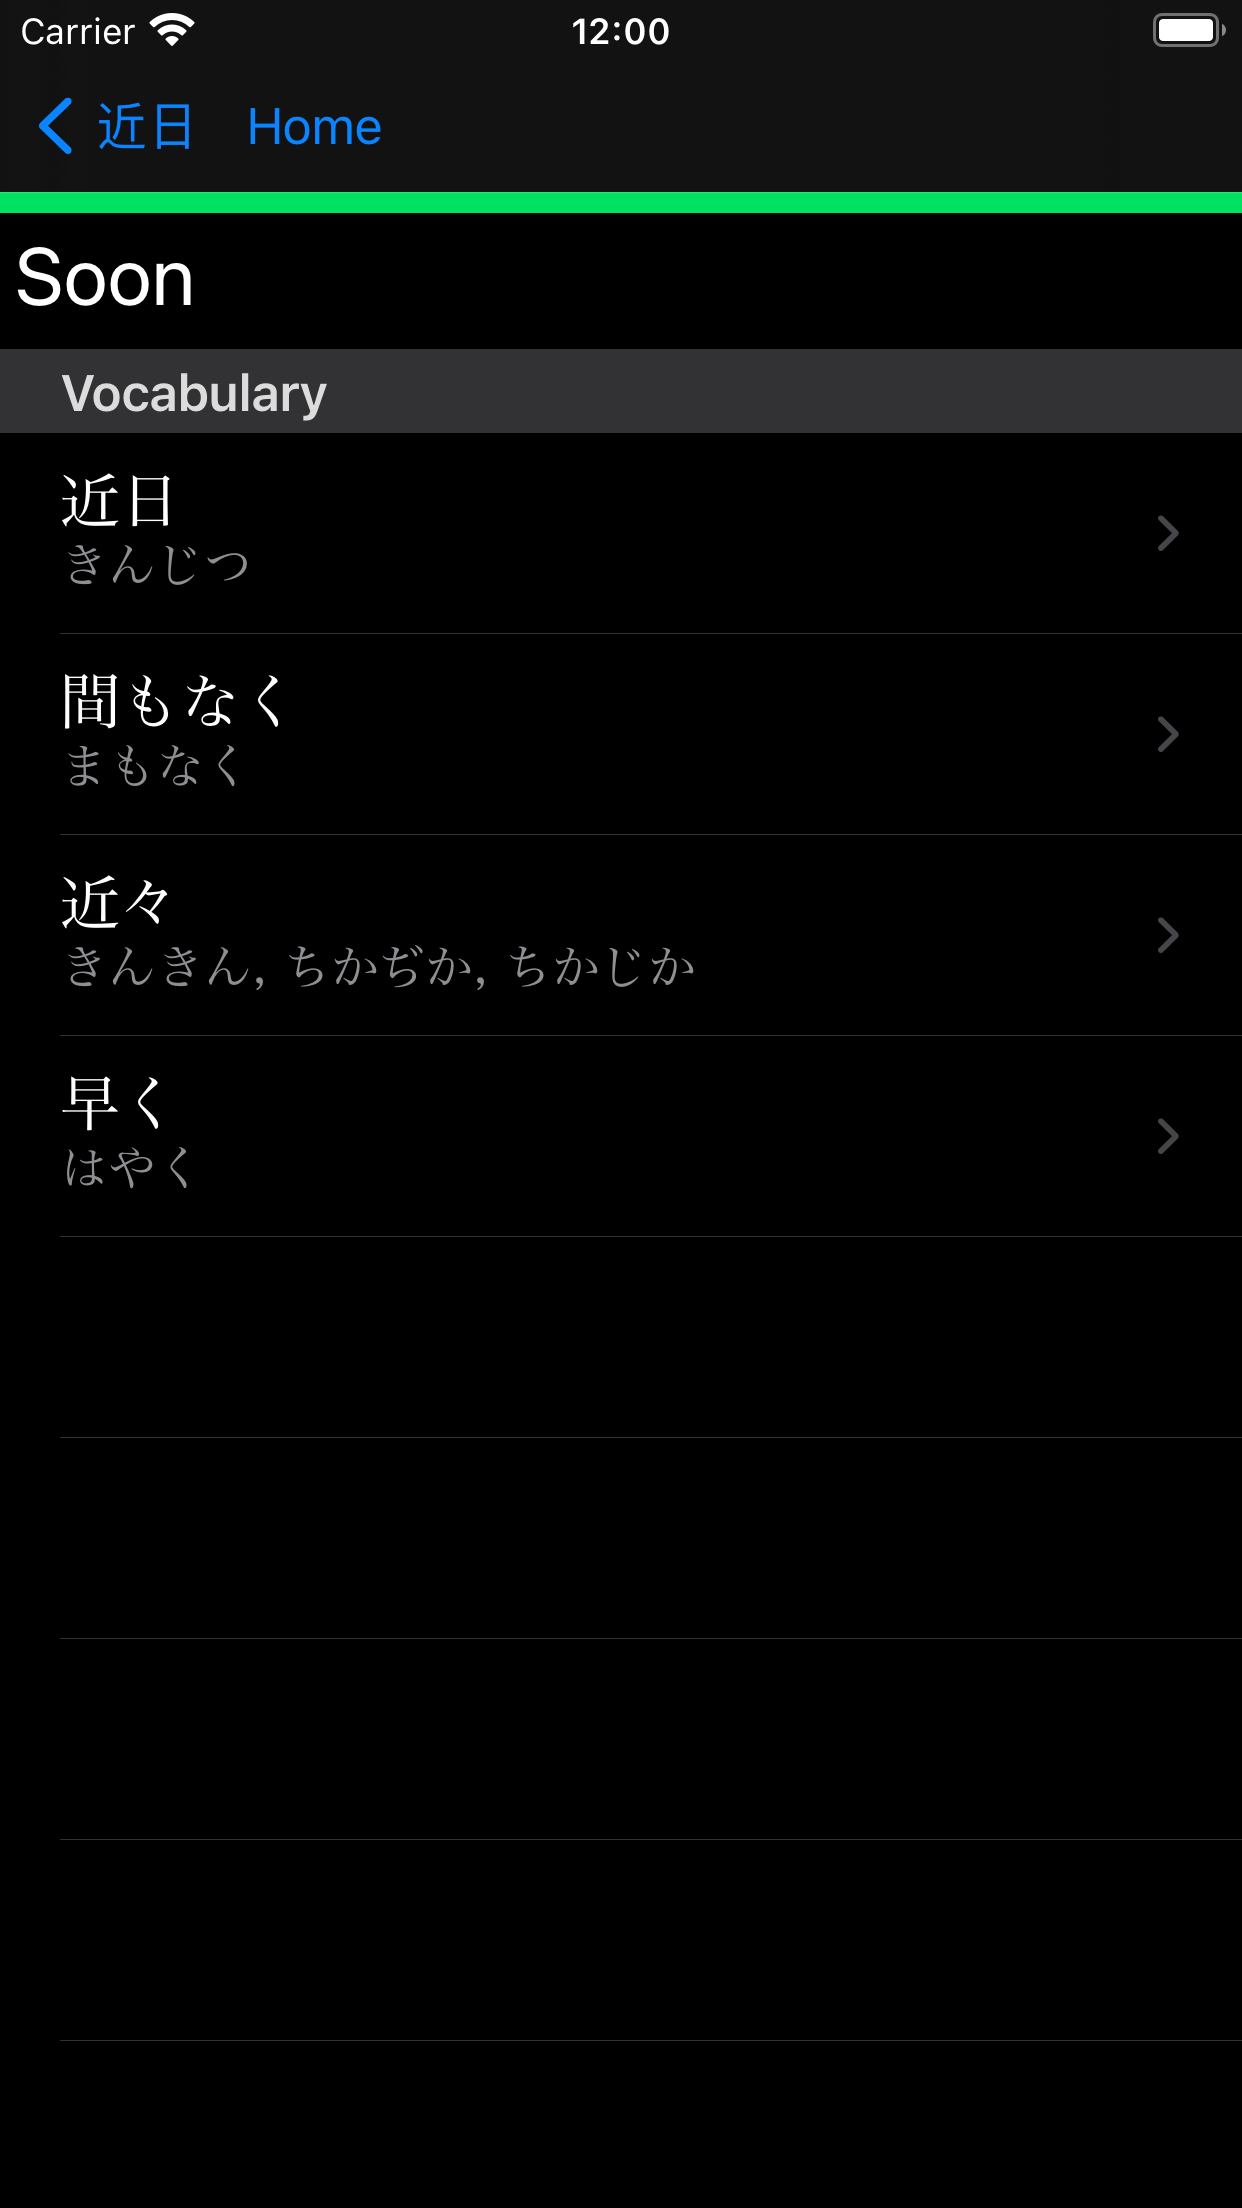 Carrier 12:00
近日 Home
Soon
Vocabulary
近日
きんじつ
間もなく
まもなく
近々
きんきん, ちかぢか, ちかじか
早く
はやく